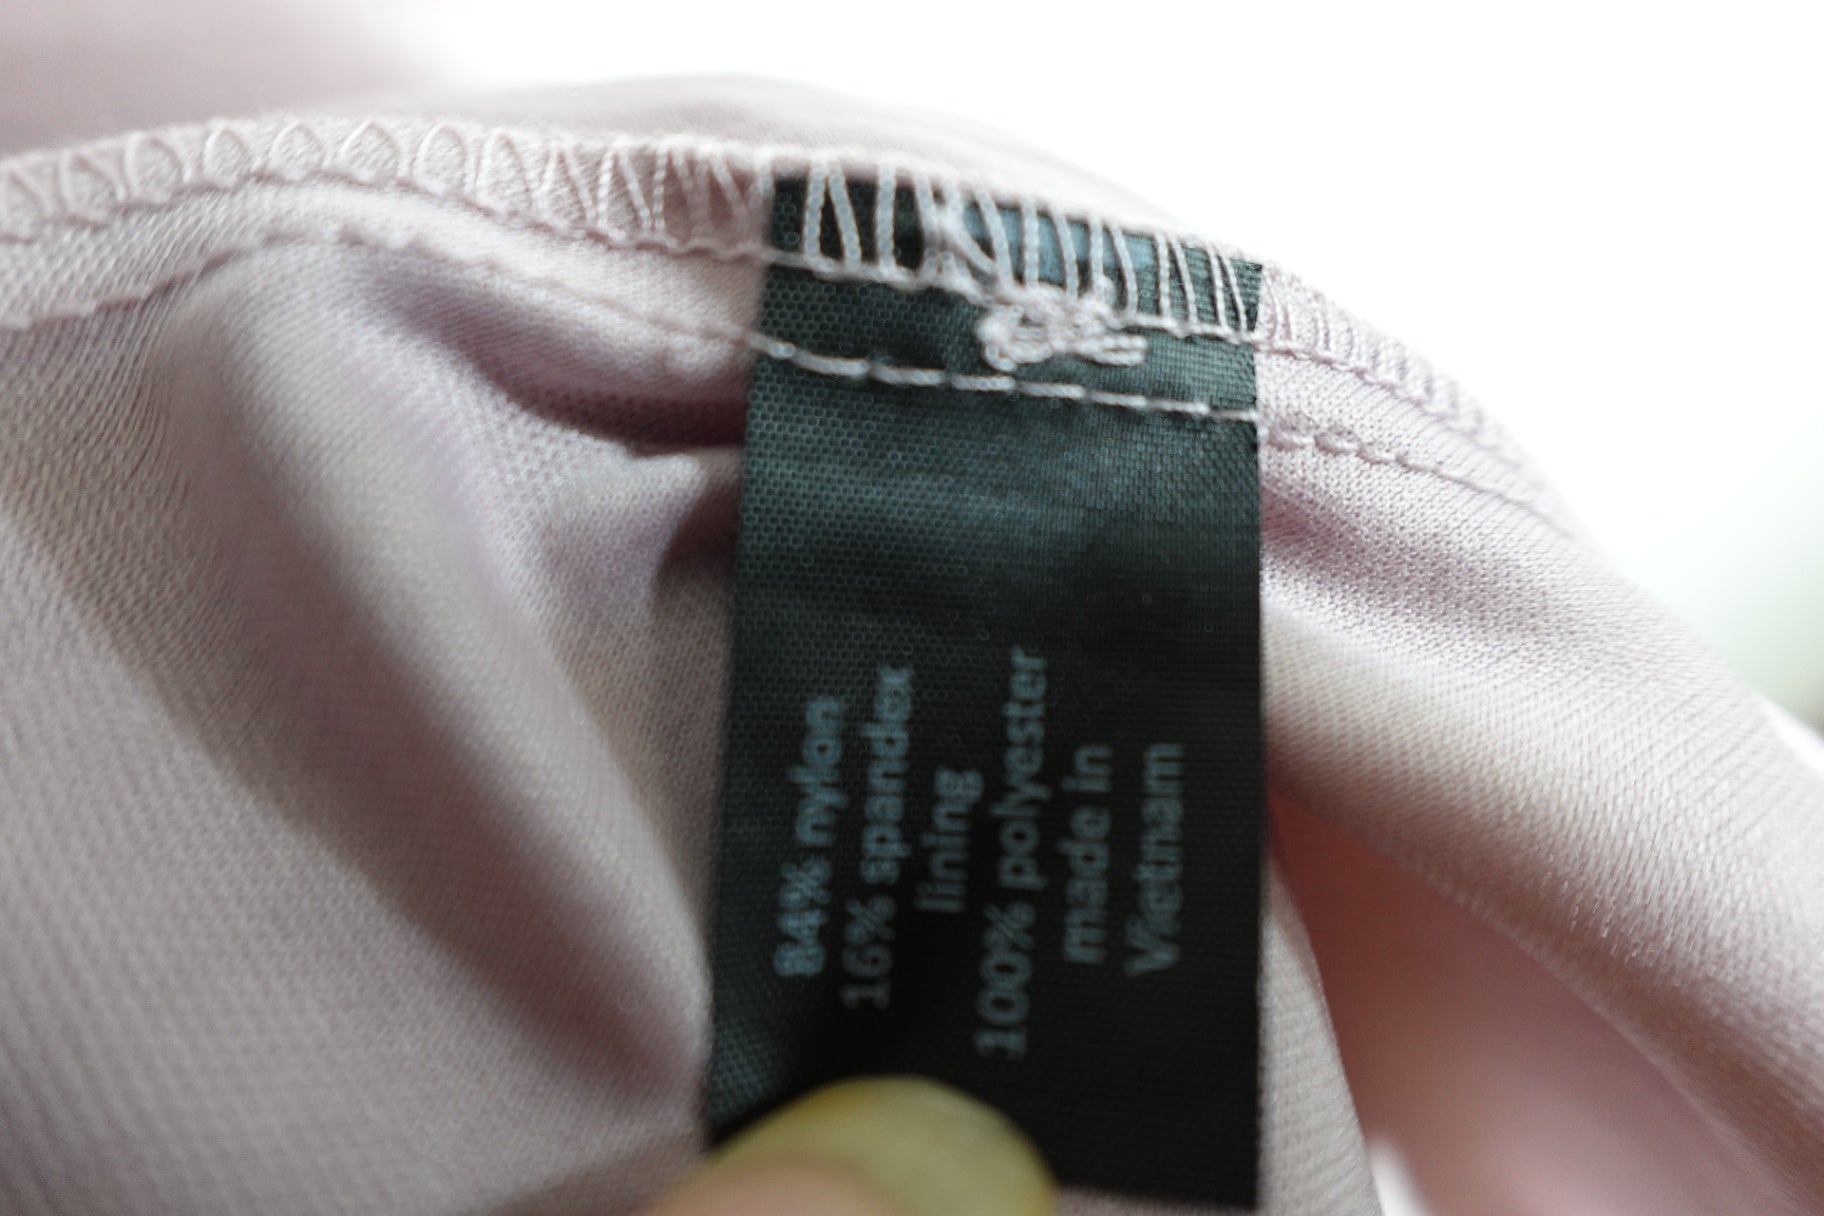 84% nylon
16% spandex
lining
100% polyester
made in
Vietnam